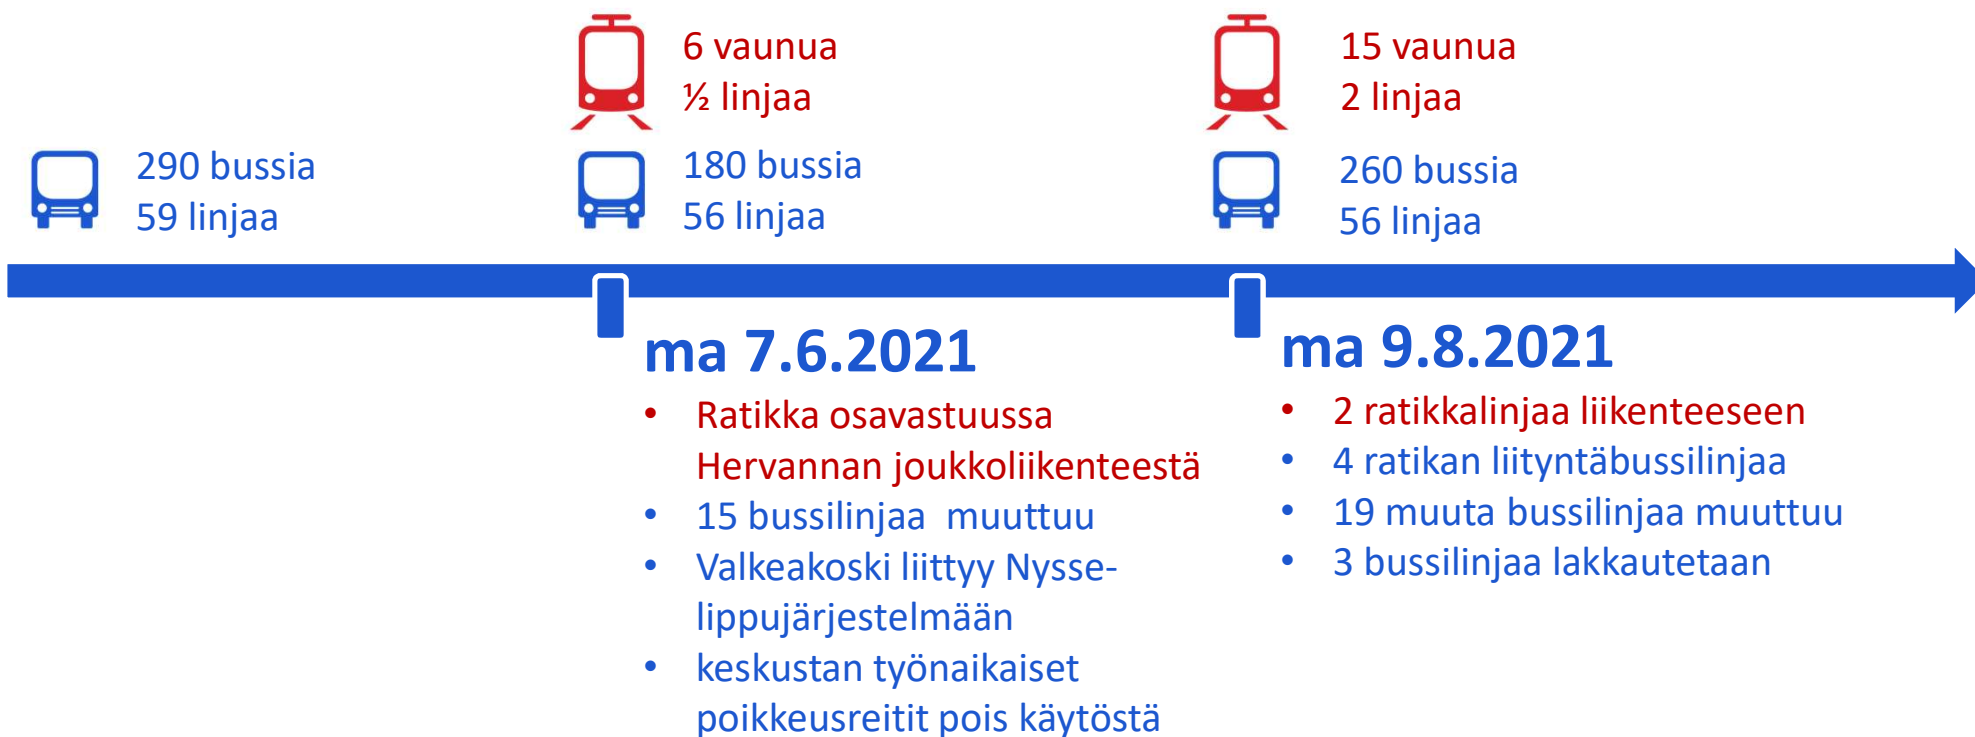 6 vaunua
½ linjaa
15 vaunua
2 linjaa
290 bussia
59 linjaa
180 bussia
56 linjaa
260 bussia
56 linjaa
ma 7.6.2021
• Ratikka osavastuussa
Hervannan joukkoliikenteestä
• 15 bussilinjaa muuttuu
• Valkeakoski liittyy Nysse-
lippujärjestelmään
• keskustan työnaikaiset
poikkeusreitit pois käytöstä
ma 9.8.2021
• 2 ratikkalinjaa liikenteeseen
• 4 ratikan liityntäbussilinjaa
• 19 muuta bussilinjaa muuttuu
• 3 bussilinjaa lakkautetaan